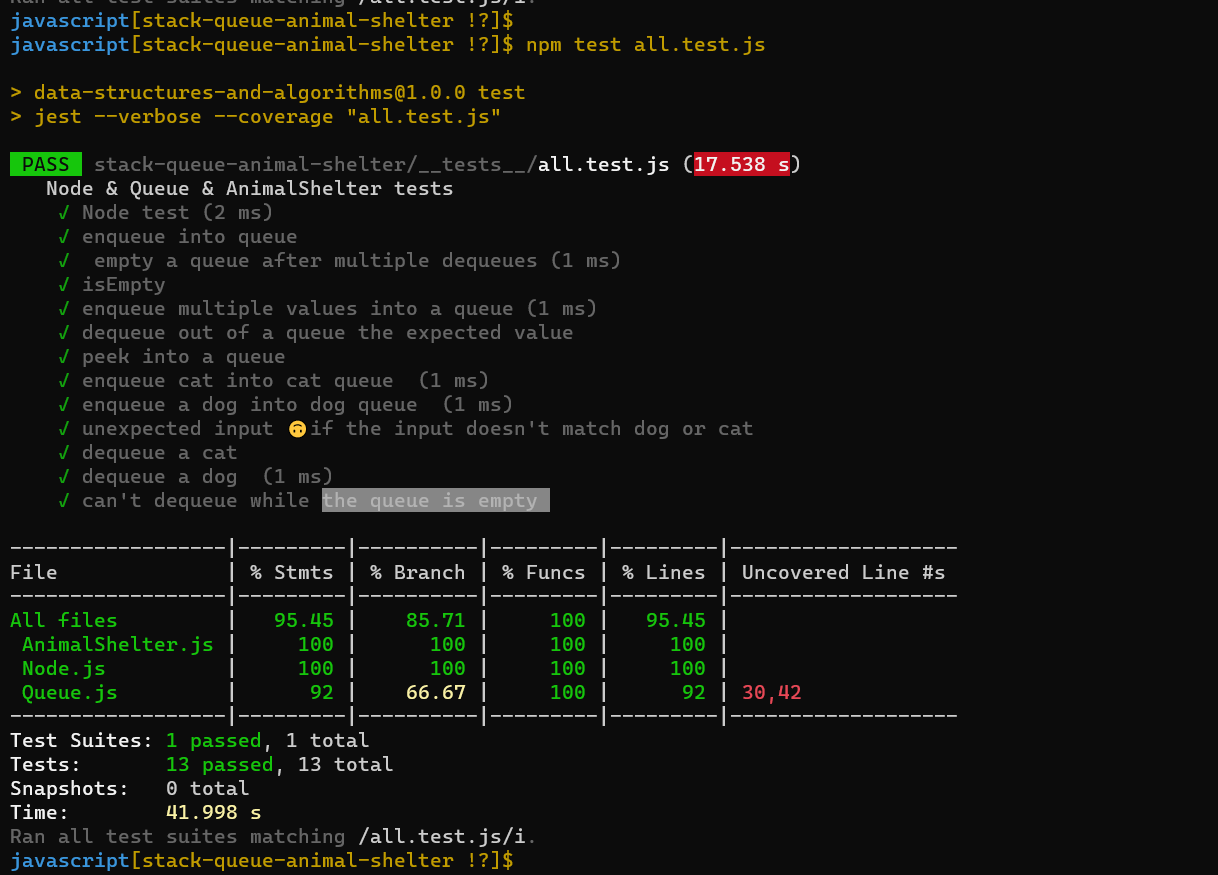 Ran all test suites matching /all.test.js/i.
javascript[stack-queue-animal-shelter !?]$
javascript[stack-queue-animal-shelter !?]$ npm test all.test.js
> data-structures-and-algorithms@1.0.0 test
> jest --verbose --coverage "all.test.js"
PASS stack-queue-animal-shelter/__tests__/all.test.js (17.538 s)
Node & Queue & AnimalShelter tests
√ Node test (2 ms)
√ enqueue into queue
√  empty a queue after multiple dequeues (1 ms)
√ isEmpty
√ enqueue multiple values into a queue (1 ms)
√ dequeue out of a queue the expected value
√ peek into a queue
√ enqueue cat into cat queue  (1 ms)
√ enqueue a dog into dog queue  (1 ms)
√ unexpected input 🙃if the input doesn't match dog or cat
√ dequeue a cat
√ dequeue a dog  (1 ms)
√ can't dequeue while the queue is empty
------------------|---------|----------|---------|---------|-------------------
File              | % Stmts | % Branch | % Funcs | % Lines | Uncovered Line #s
------------------|---------|----------|---------|---------|-------------------
All files         |   95.45 |    85.71 |     100 |   95.45 |
 AnimalShelter.js |     100 |      100 |     100 |     100 |
 Node.js          |     100 |      100 |     100 |     100 |
 Queue.js         |      92 |    66.67 |     100 |      92 | 30,42
------------------|---------|----------|---------|---------|-------------------
Test Suites: 1 passed, 1 total
Tests:       13 passed, 13 total
Snapshots:   0 total
Time:        41.998 s
Ran all test suites matching /all.test.js/i.
javascript[stack-queue-animal-shelter !?]$